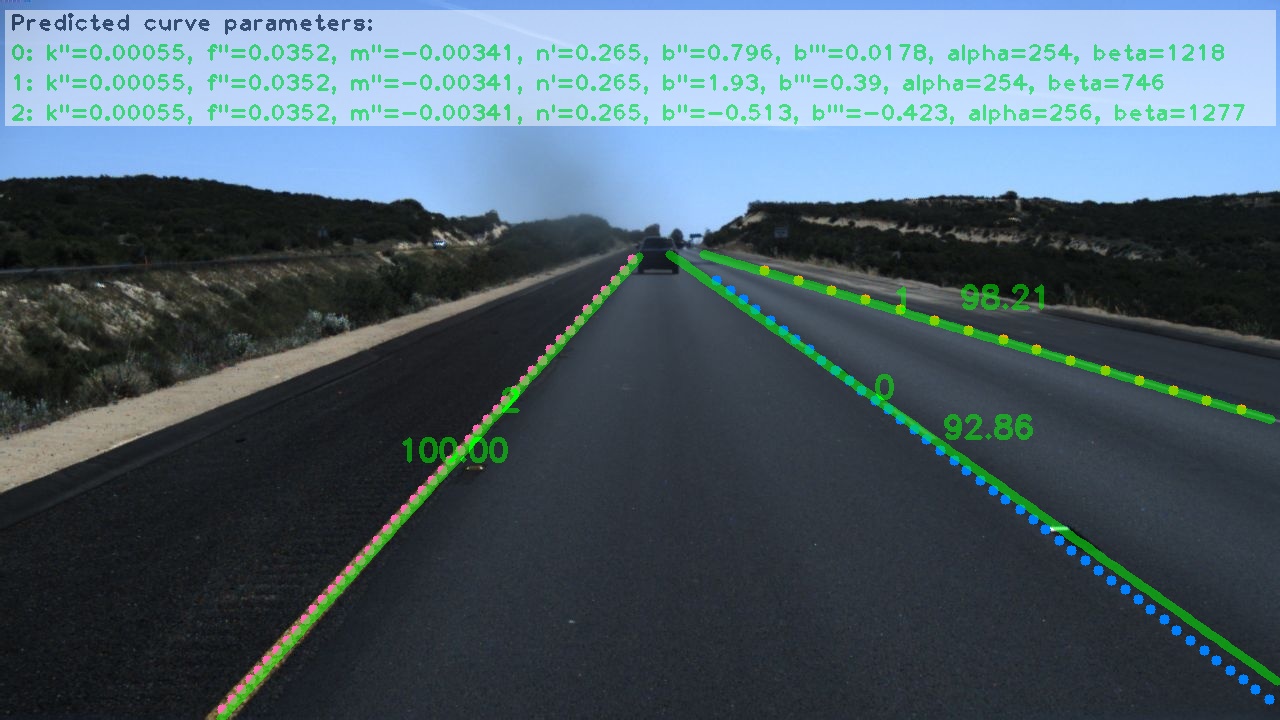 Predicted curve parameters:
0: k''=0.00055, f''=0.0352, m''=-0.00341, n'=0.265, b''=0.796, b'''=0.0178, alpha=254, beta=1218
1: k''=0.00055, f''=0.0352, m''=-0.00341, n'=0.265, b''=1.93, b'''=0.39, alpha=254, beta=746
2: k''=0.00055, f''=0.0352, m''=-0.00341, n'=0.265, b''=-0.513, b'''=-0.423, alpha=256, beta=1277
1 98.21
0
2
92.86
100.00